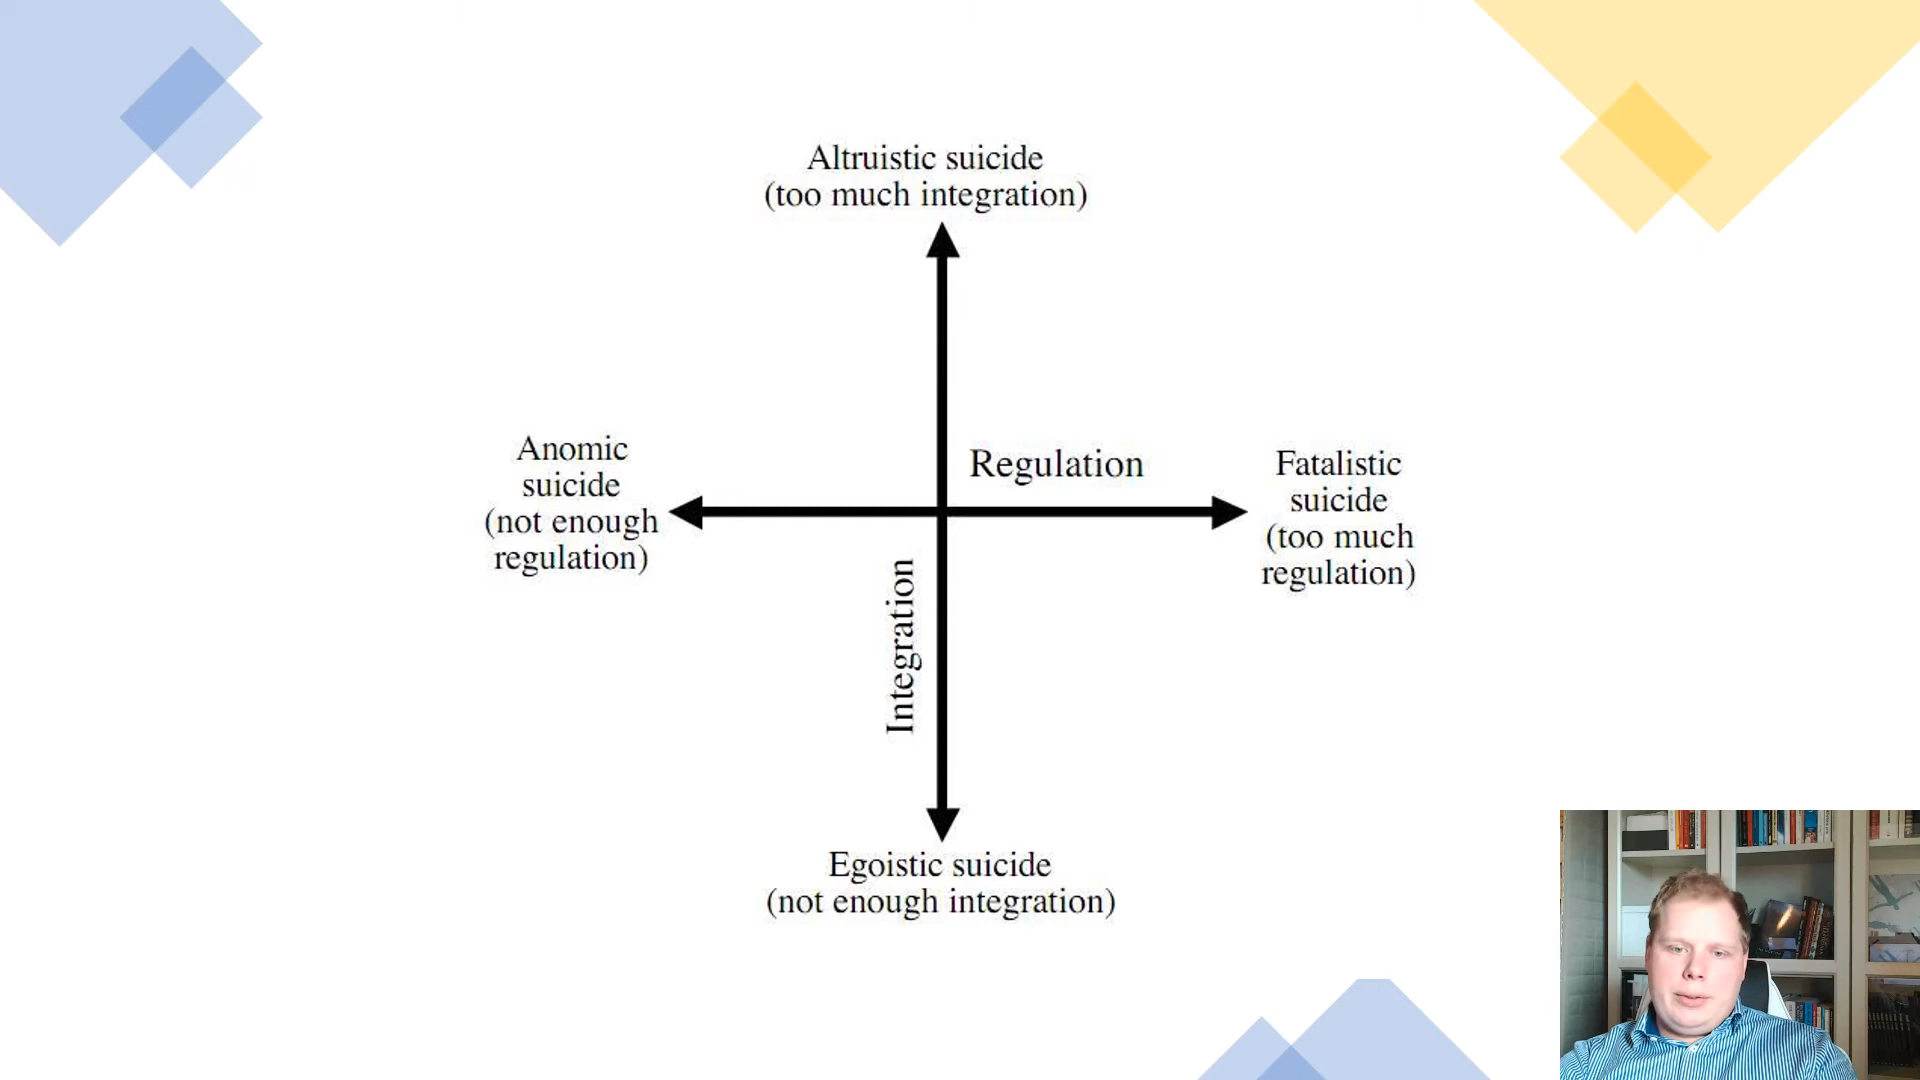 Altruistic suicide
(too much integration)
Anomic
suicide
(not enough
regulation)
Regulation
Fatalistic
suicide
(too much
regulation)
Integration
Egoistic suicide
(not enough integration)